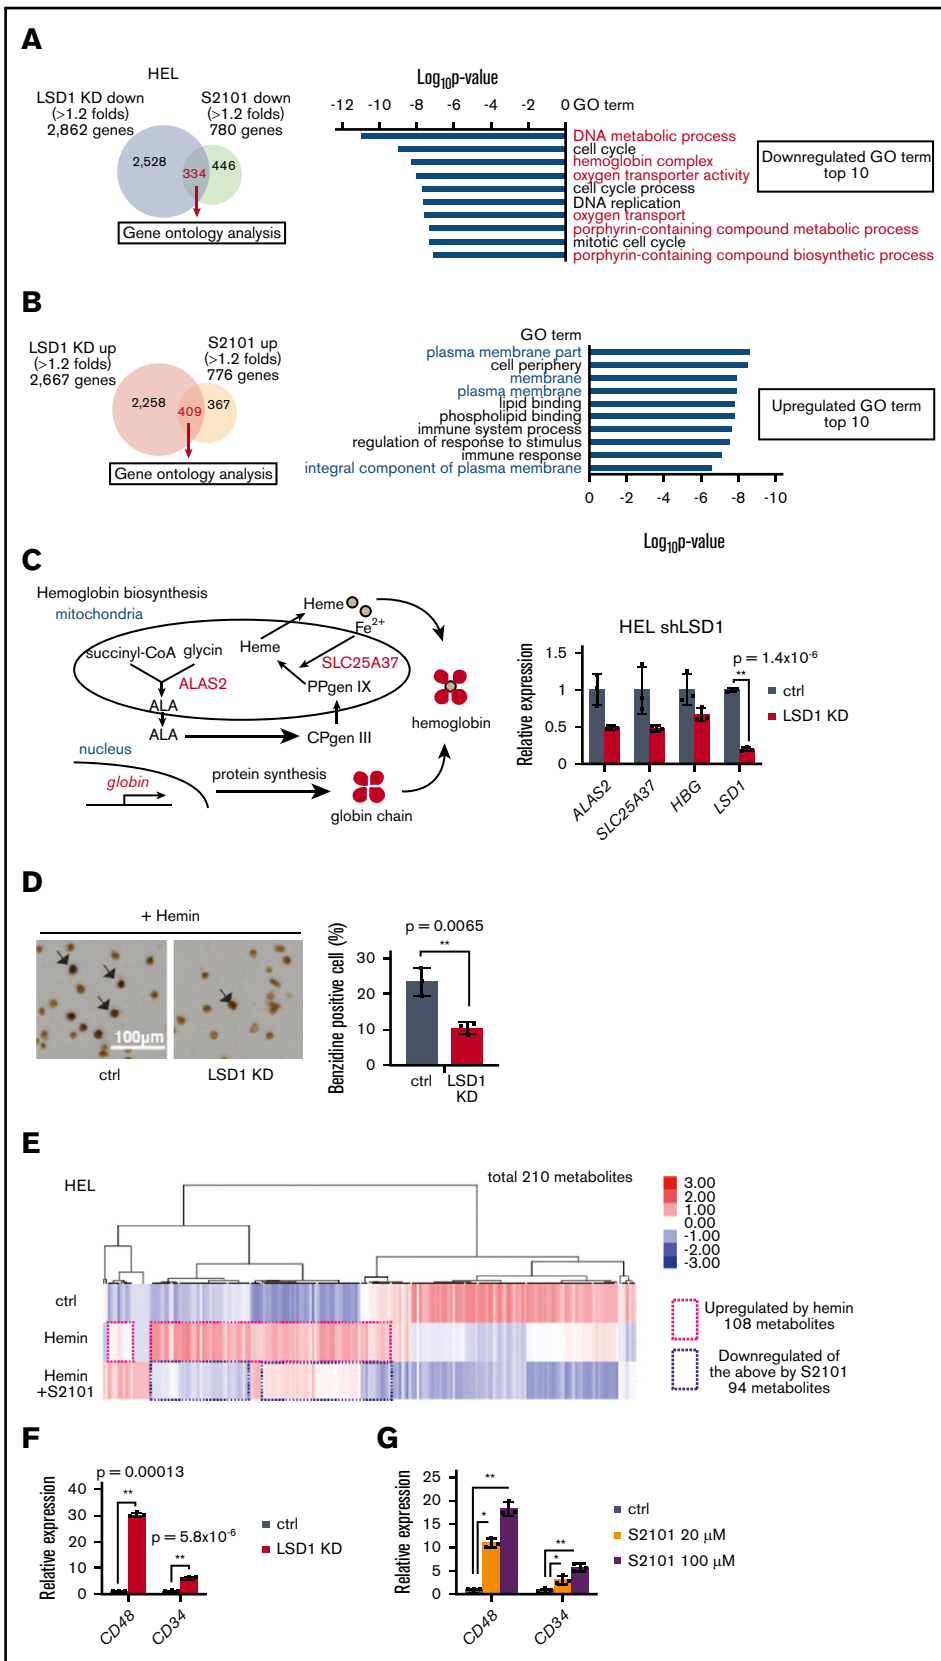 A
HEL
LSD1 KD down
(>1.2 folds)
2,862 genes
S2101 down
(>1.2 folds)
780 genes
2,528
334
446
Gene ontology analysis
Log10p-value
-12 -10 -8 -6 -4 -2 0 GO term
DNA metabolic process
cell cycle
hemoglobin complex
oxygen transporter activity
cell cycle process
DNA replication
oxygen transport
porphyrin-containing compound metabolic process
mitotic cell cycle
porphyrin-containing compound biosynthetic process
Downregulated GO term
top 10
B
LSD1 KD up
(>1.2 folds)
2,667 genes
S2101 up
(>1.2 folds)
776 genes
2,258
409
367
Gene ontology analysis
GO term
plasma membrane part
cell periphery
membrane
plasma membrane
lipid binding
phospholipid binding
immune system process
regulation of response to stimulus
immune response
integral component of plasma membrane
0 -2 -4 -6 -8 -10
Log10p-value
Upregulated GO term
top 10
C
Hemoglobin biosynthesis
mitochondria
succinyl-CoA glycin
ALAS2
ALA
ALA
Heme
Heme
Fe2+
SLC25A37
PPgen IX
CPgen III
hemoglobin
nucleus
globin
protein synthesis
globin chain
HEL shLSD1
Relative expression
1.5
1
0.5
0
p = 1.4x10-6
**
ctrl
LSD1 KD
ALAS2
SLC25A37
HBG
LSD1
D
+ Hemin
100μm
ctrl
LSD1 KD
Benzidine positive cell (%)
p = 0.0065
**
30
20
10
0
ctrl
LSD1
KD
E
HEL
total 210 metabolites
3.00
2.00
1.00
0.00
-1.00
-2.00
-3.00
ctrl
Hemin
Hemin
+S2101
Upregulated by hemin
108 metabolites
Downregulated of
the above by S2101
94 metabolites
F
p = 0.00013
**
p = 5.8x10-6
**
Relative expression
40
30
20
10
0
CD48
CD34
ctrl
LSD1 KD
G
Relative expression
25
20
15
10
5
0
**
*
**
*
CD48
CD34
ctrl
S2101 20 μM
S2101 100 μM